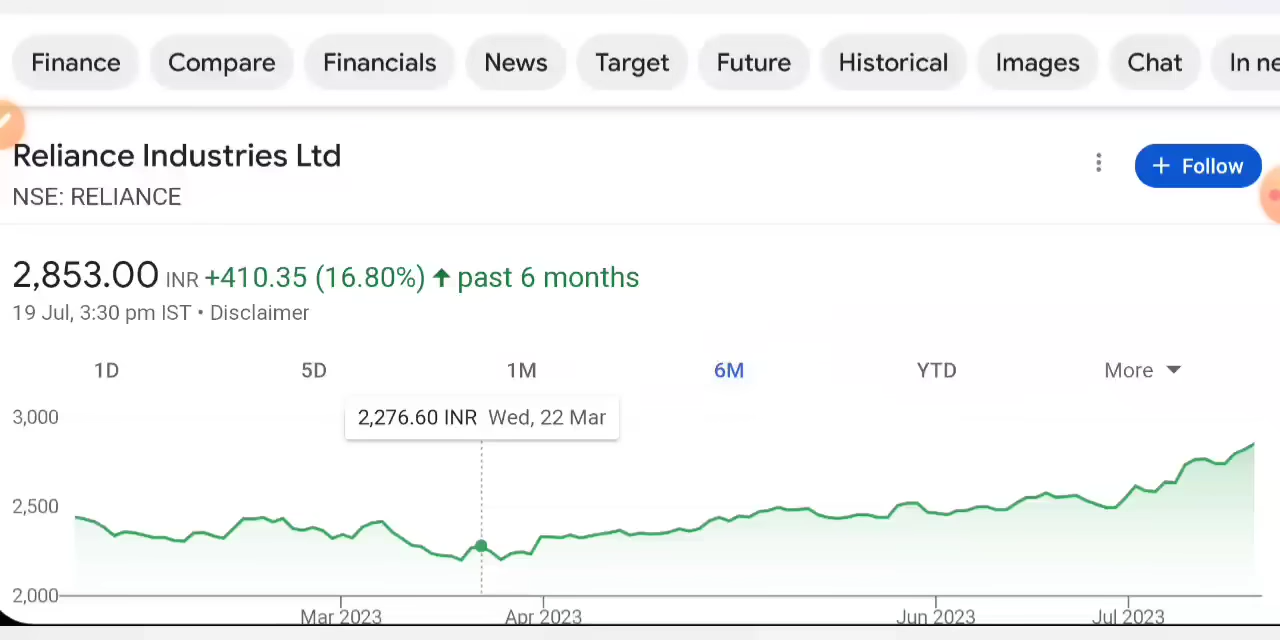 Finance Compare Financials News Target Future Historical Images Chat In ne
Reliance Industries Ltd
+ Follow
NSE: RELIANCE
2,853.00 INR +410.35 (16.80%) ↑ past 6 months
19 Jul, 3:30 pm IST • Disclaimer
1D 5D 1M 6M YTD More
2,276.60 INR Wed, 22 Mar
3,000
2,500
2,000
Mar 2023 Apr 2023 Jun 2023 Jul 2023